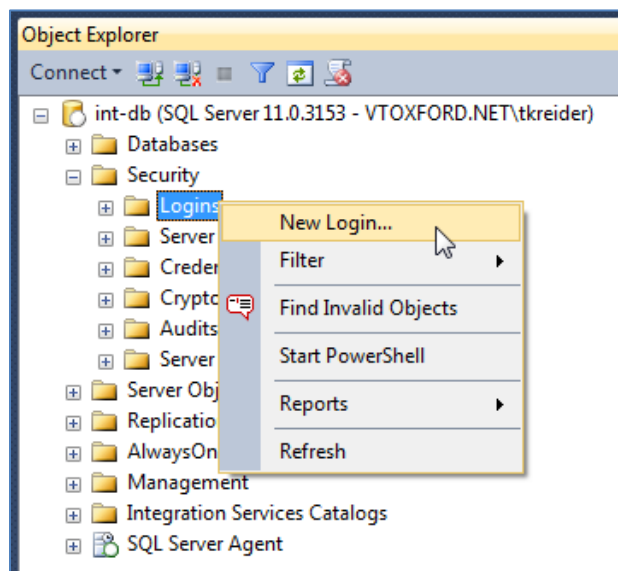 Object Explorer
Connect
int-db (SQL Server 11.0.3153 - VTOXFORD.NET\tkreider)
Databases
Security
Logins
New Login...
Server
Filter
Creder
Crypto
Find Invalid Objects
Audits
Server
Start PowerShell
Server Obj
Reports
Replicatio
AlwaysOn
Refresh
Management
Integration Services Catalogs
SQL Server Agent